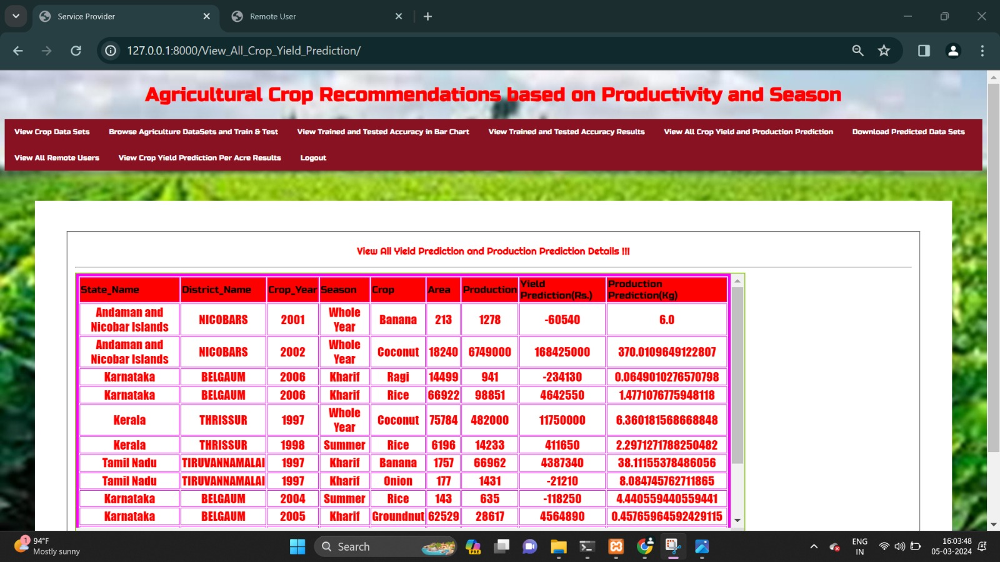 Service Provider
Remote User
127.0.0.1:8000/View_All_Crop_Yield_Prediction/
Agricultural Crop Recommendations based on Productivity and Season
View Crop Data Sets Browse Agriculture DataSets and Train & Test View Trained and Tested Accuracy in Bar Chart View Trained and Tested Accuracy Results View All Crop Yield and Production Prediction Download Predicted Data Sets
View All Remote Users View Crop Yield Prediction Per Acre Results Logout
View All Yield Prediction and Production Prediction Details !!!
State_Name District_Name Crop_Year Season Crop Area Production Yield Prediction(Rs.) Production Prediction(Kg)
Andaman and Nicobar Islands NICOBARS 2001 Whole Year Banana 213 1278 -60540 6.0
Andaman and Nicobar Islands NICOBARS 2002 Whole Year Coconut 18240 6749000 168425000 370.0109649122807
Karnataka BELGAUM 2006 Kharif Ragi 14499 941 -234130 0.0649010276570798
Karnataka BELGAUM 2006 Kharif Rice 66922 98851 4642550 1.4771076775948118
Kerala THRISSUR 1997 Whole Year Coconut 75784 482000 11750000 6.360181568668848
Kerala THRISSUR 1998 Summer Rice 6196 14233 411650 2.2971271788250482
Tamil Nadu TIRUVANNAMALAI 1997 Kharif Banana 1757 66962 4387340 38.11155378486056
Tamil Nadu TIRUVANNAMALAI 1997 Kharif Onion 177 1431 -21210 8.084745762711865
Karnataka BELGAUM 2004 Summer Rice 143 635 -118250 4.440559440559441
Karnataka BELGAUM 2005 Kharif Groundnut 62529 28617 4564890 0.45765964592429115
1
94°F
Mostly sunny
Search
PRE
ENG
IN
16:03:48
05-03-2024